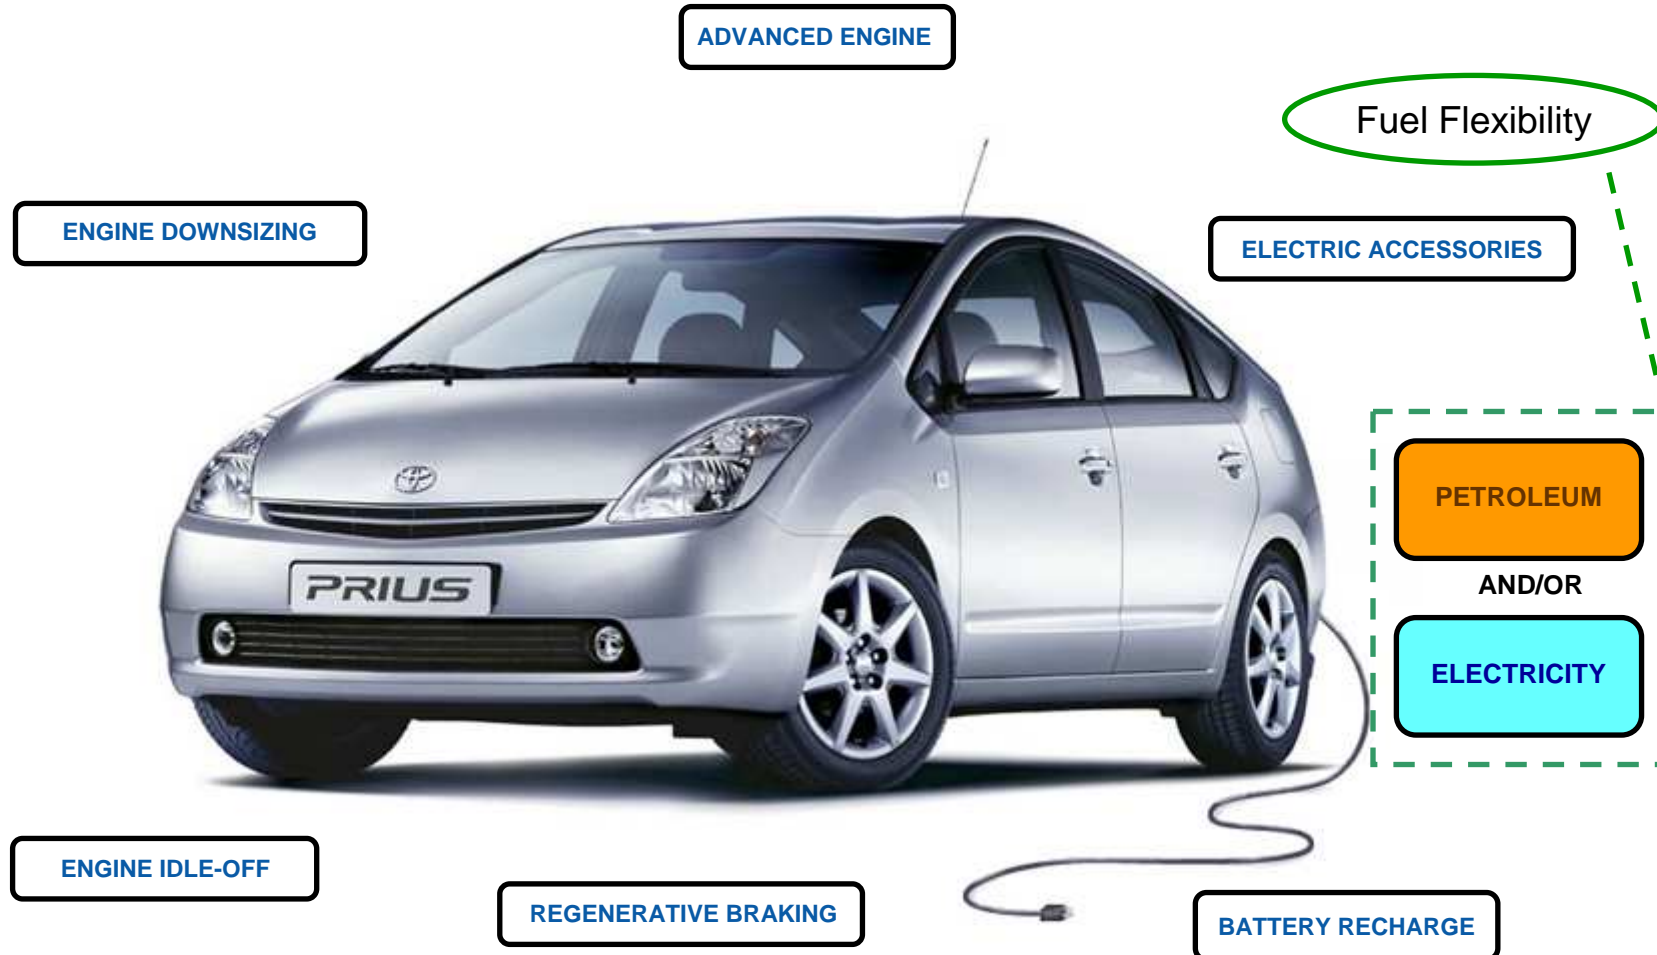 ADVANCED ENGINE
Fuel Flexibility
ENGINE DOWNSIZING
ELECTRIC ACCESSORIES
PETROLEUM
AND/OR
PRIUS
ELECTRICITY
ENGINE IDLE-OFF
REGENERATIVE BRAKING
BATTERY RECHARGE